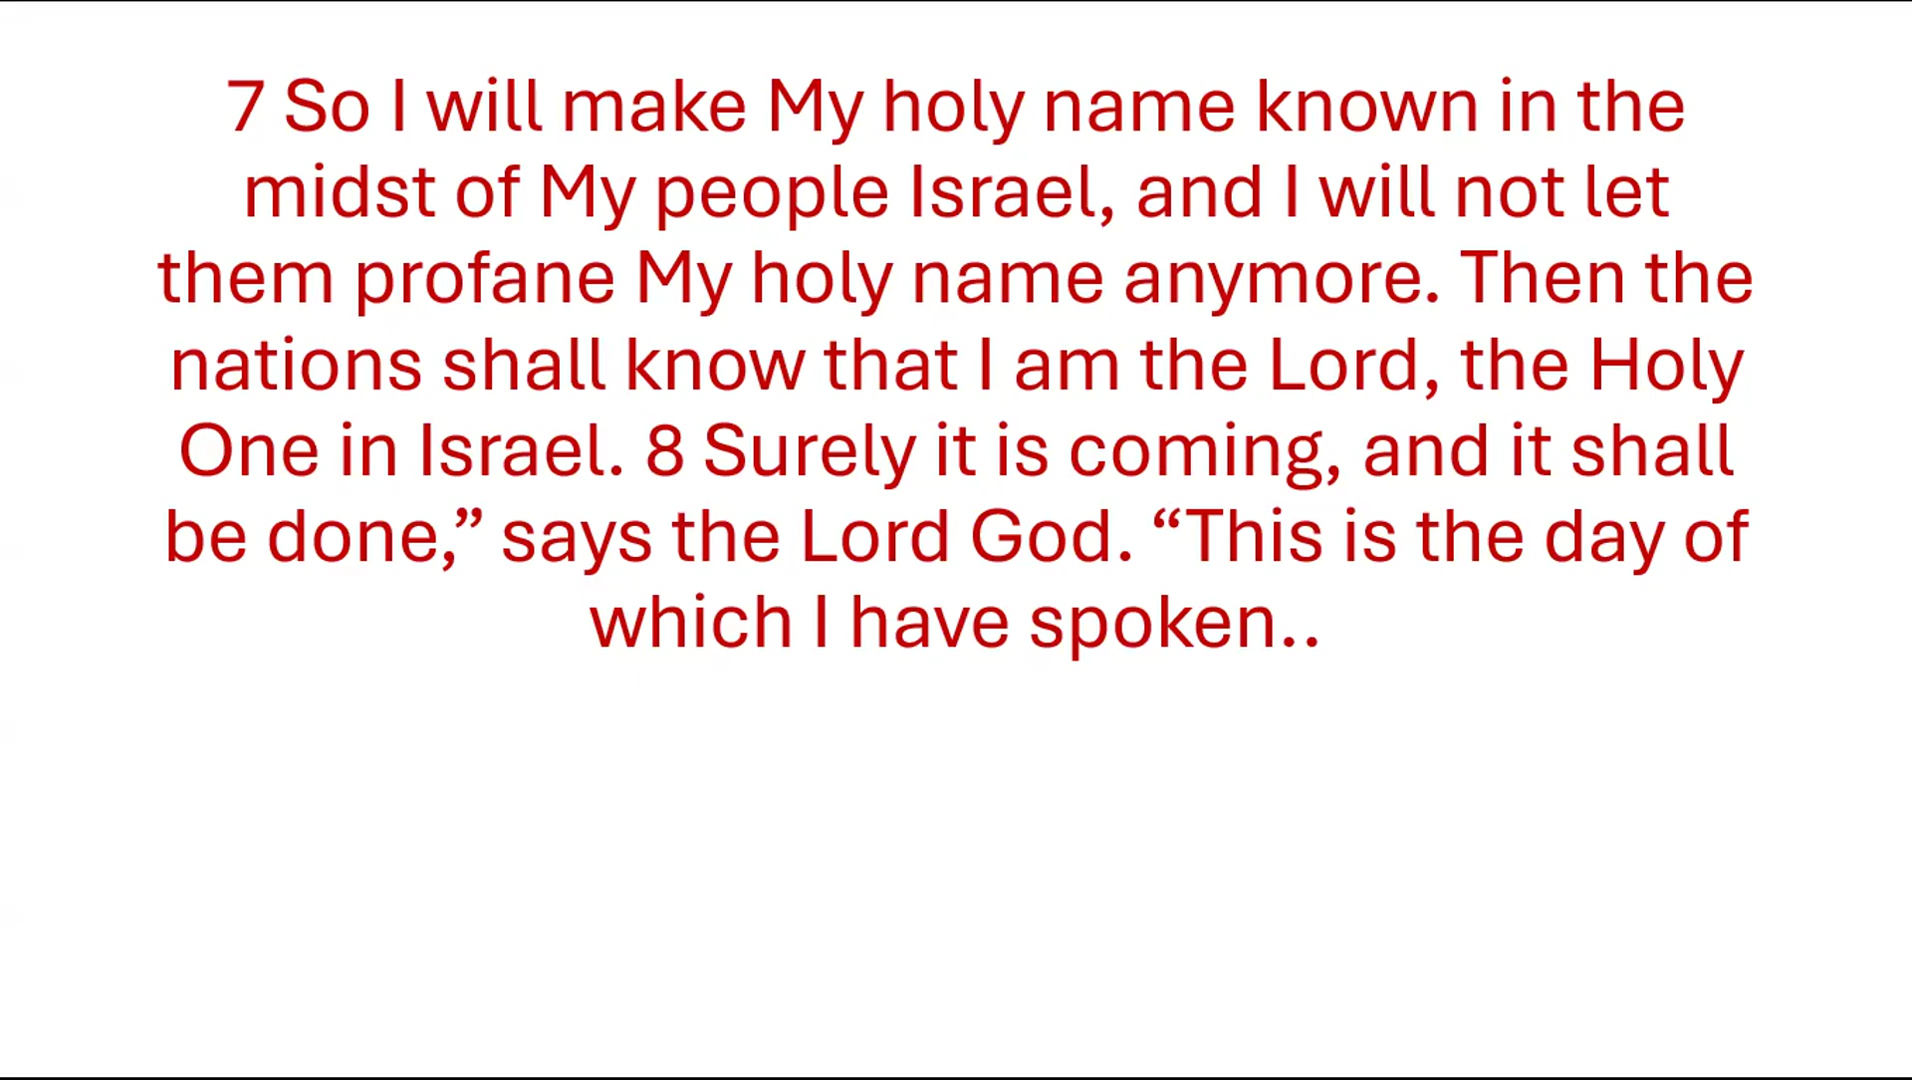 7 So I will make My holy name known in the
midst of My people Israel, and I will not let
them profane My holy name anymore. Then the
nations shall know that I am the Lord, the Holy
One in Israel. 8 Surely it is coming, and it shall
be done,” says the Lord God. “This is the day of
which I have spoken..